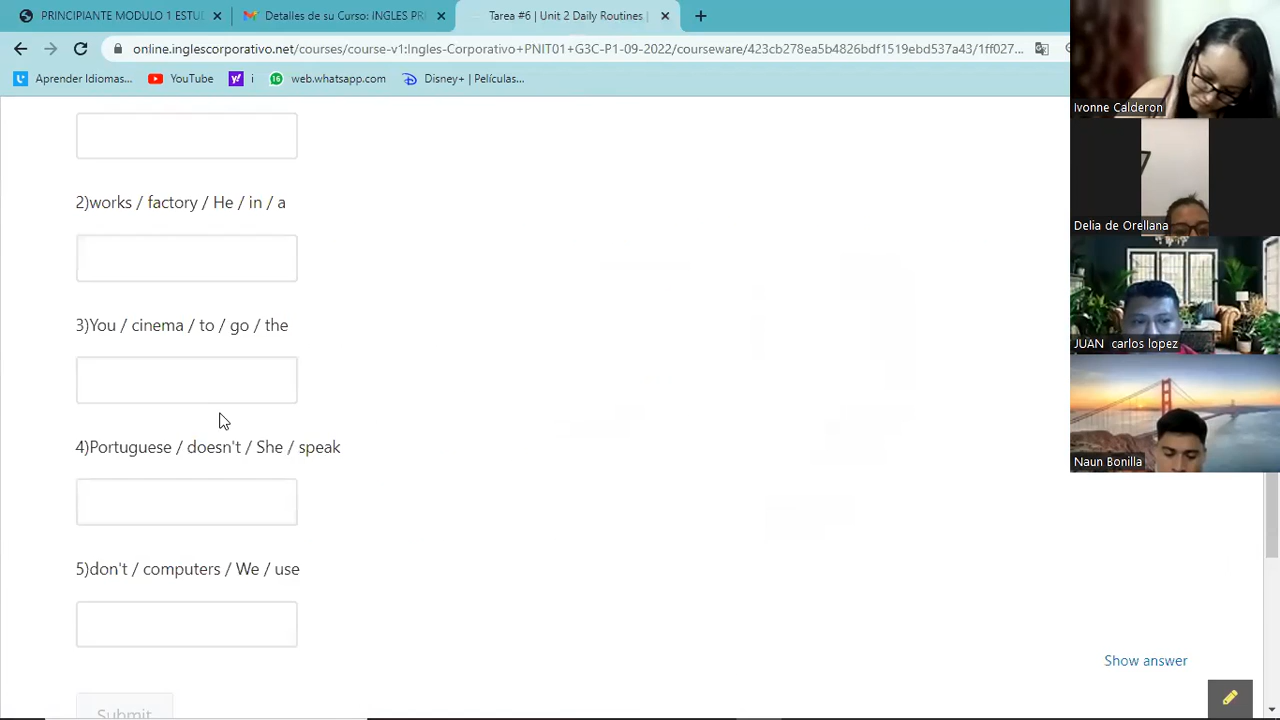 PRINCIPIANTE MODULO 1 ESTU
Detalles de su Curso: INGLES PRI
Tarea #6 | Unit 2 Daily Routines |
online.inglescorporativo.net/courses/course-v1:Ingles-Corporativo+PNIT01+G3C-P1-09-2022/courseware/423cb278ea5b4826bdf1519ebd537a43/1ff027...
Aprender Idiomas...
YouTube
i
web.whatsapp.com
Disney+ | Películas...
2)works / factory / He / in / a
3)You / cinema / to / go / the
4)Portuguese / doesn't / She / speak
5)don't / computers / We / use
Show answer
Submit
Ivonne Calderon
Delia de Orellana
JUAN carlos lopez
Naun Bonilla